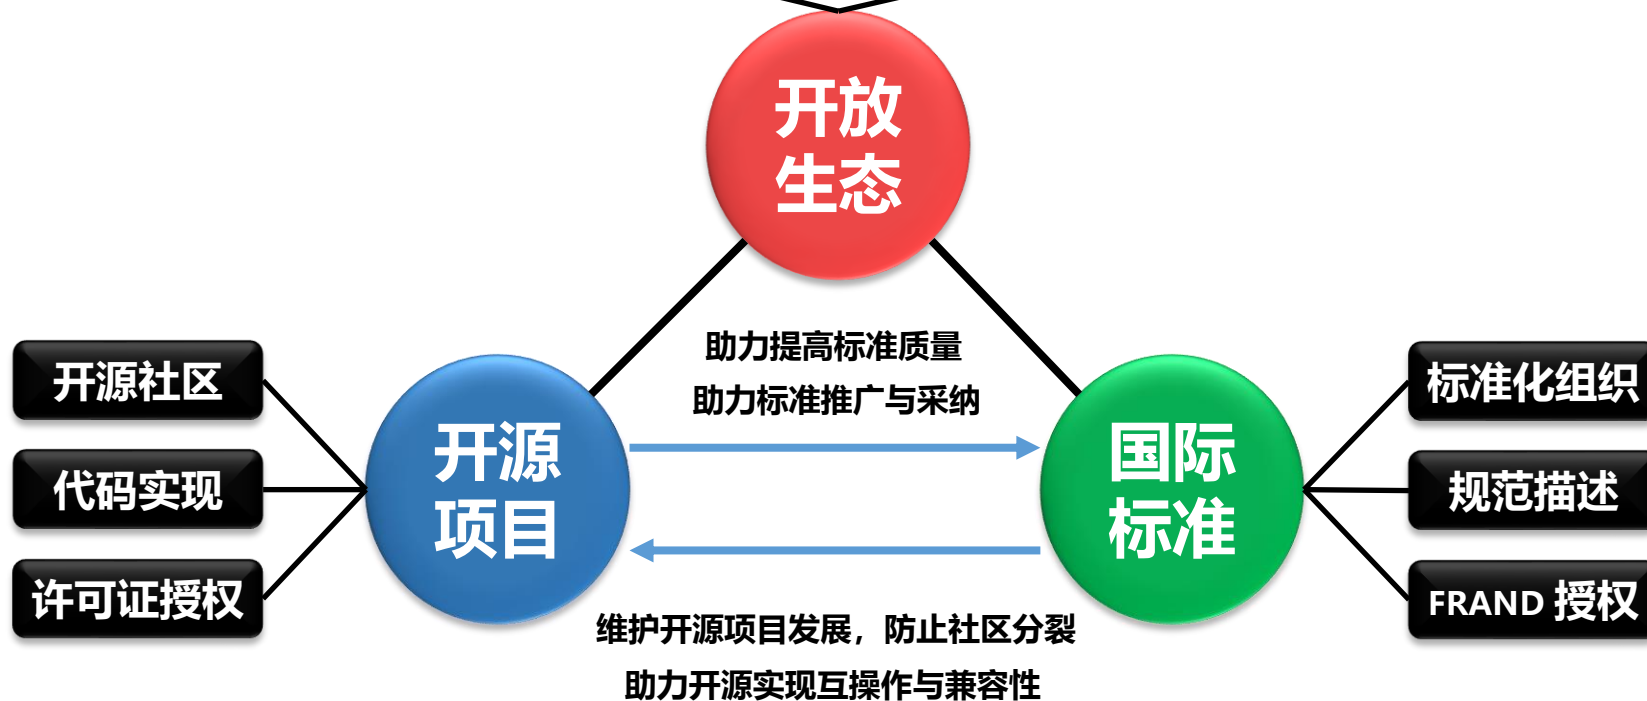 开放
生态
助力提高标准质量
助力标准推广与采纳
开源社区
代码实现
许可证授权
开源
项目
国际
标准
标准化组织
规范描述
FRAND 授权
维护开源项目发展，防止社区分裂
助力开源实现互操作与兼容性